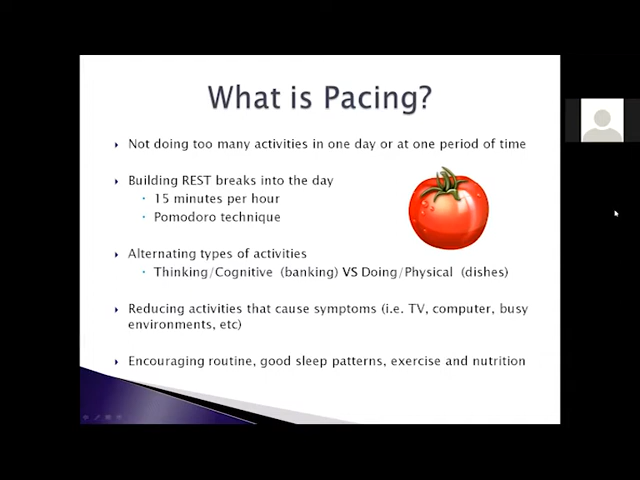 What is Pacing?
Not doing too many activities in one day or at one period of time
Building REST breaks into the day
15 minutes per hour
Pomodoro technique
Alternating types of activities
Thinking/Cognitive (banking) VS Doing/Physical (dishes)
Reducing activities that cause symptoms (i.e. TV, computer, busy
environments, etc)
Encouraging routine, good sleep patterns, exercise and nutrition